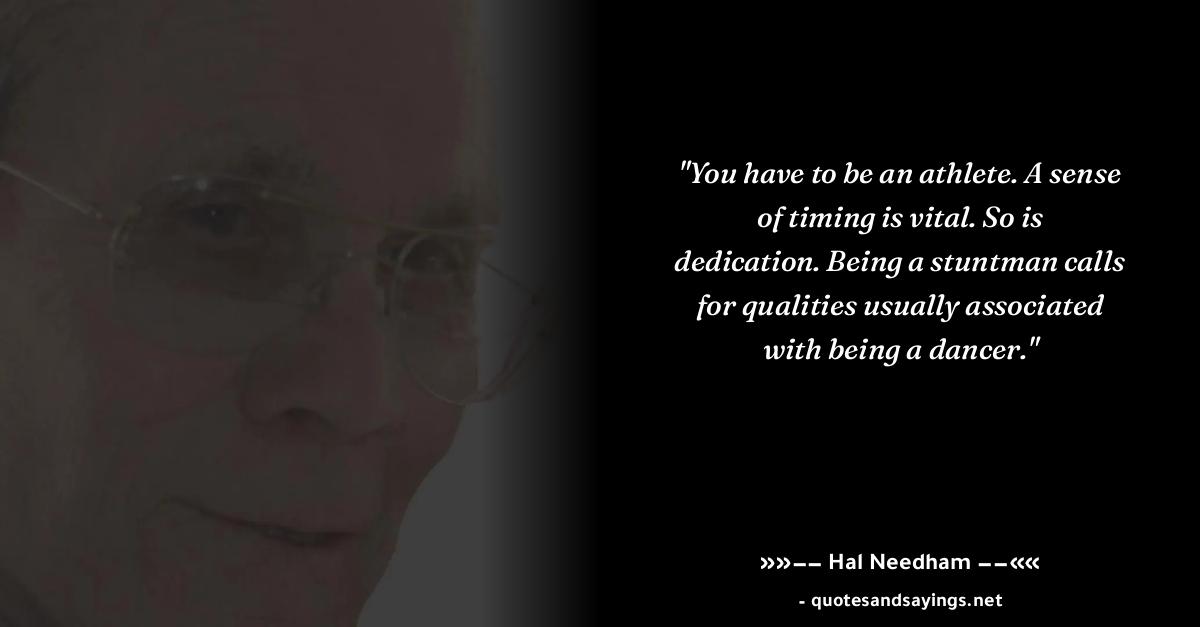 "You have to be an athlete. A sense
of timing is vital. So is
dedication. Being a stuntman calls
for qualities usually associated
with being a dancer."
»»−− Hal Needham −−««
- quotesandsayings.net